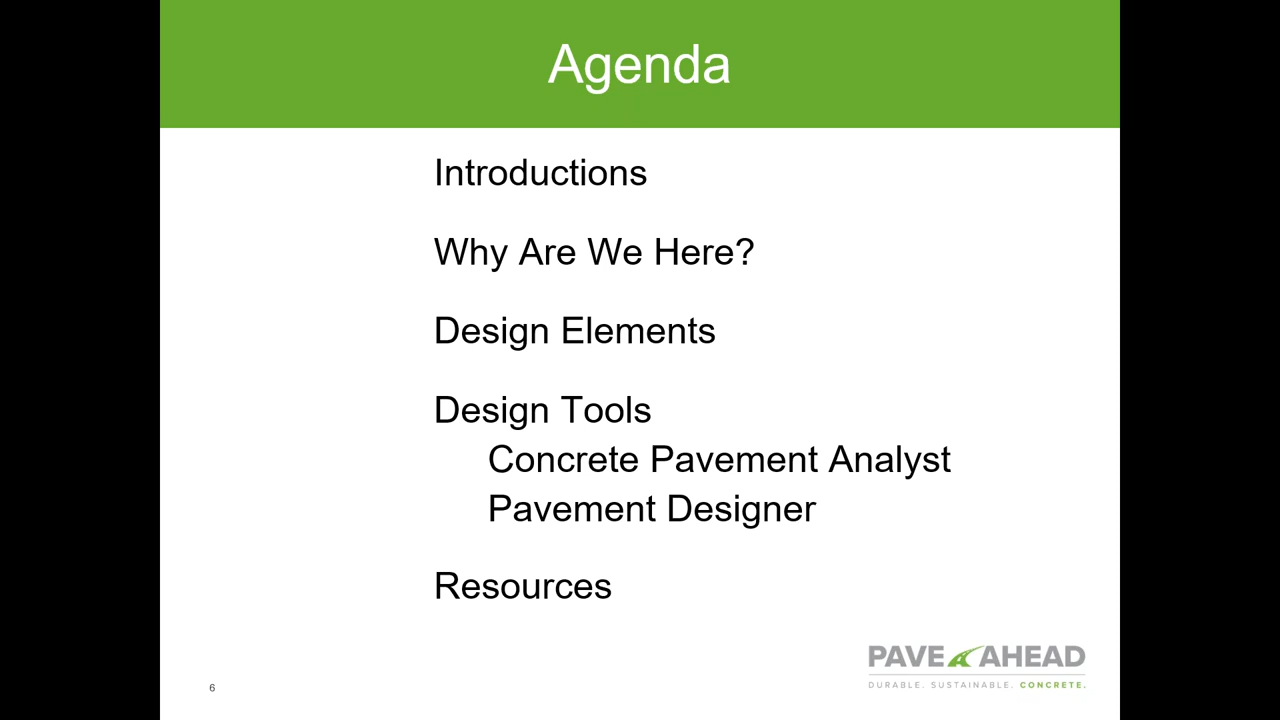 Agenda
Introductions
Why Are We Here?
Design Elements
Design Tools
Concrete Pavement Analyst
Pavement Designer
Resources
PAVE AHEAD
DURABLE. SUSTAINABLE. CONCRETE.
6